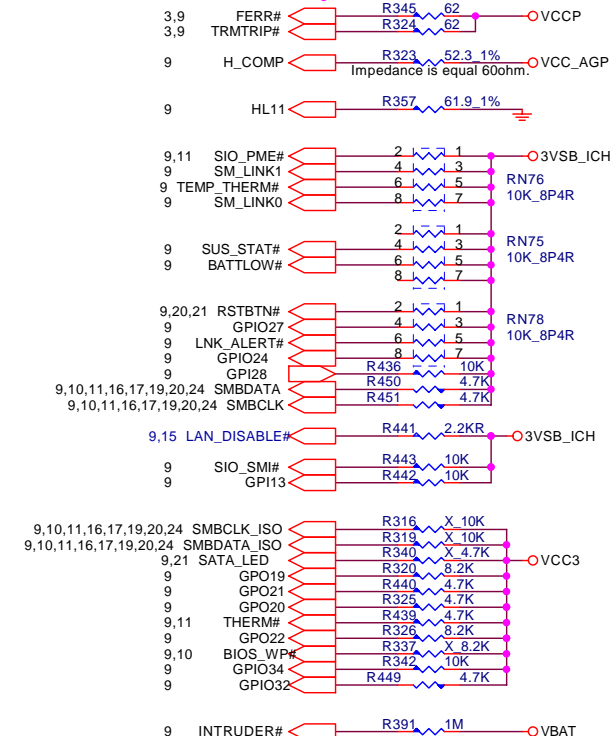 3,9 FERR# R345 62 VCCP
3,9 TRMTRIP# R324 62
9 H_COMP R323 52.3_1% VCC_AGP
Impedance is equal 60ohm.
9 HL11 R357 61.9_1%
9,11 SIO_PME# 2 1 3VSB_ICH
9 SM_LINK1 4 3 RN76
9 TEMP_THERM# 6 5 10K_8P4R
9 SM_LINK0 8 7
2 1
9 SUS_STAT# 4 3 RN75
9 BATTLOW# 6 5 10K_8P4R
8 7
9,20,21 RSTBTN# 2 1
9 GPIO27 4 3 RN78
9 LNK_ALERT# 6 5 10K_8P4R
9 GPIO24 8 7
9 GPI28 R436 10K
9,10,11,16,17,19,20,24 SMBDATA R450 4.7K
9,10,11,16,17,19,20,24 SMBCLK R451 4.7K
9,15 LAN_DISABLE# R441 2.2KR 3VSB_ICH
9 SIO_SMI# R443 10K
9 GPI13 R442 10K
9,10,11,16,17,19,20,24 SMBCLK_ISO R316 X_10K
9,10,11,16,17,19,20,24 SMBDATA_ISO R319 X_10K
9,21 SATA_LED R340 X_4.7K VCC3
9 GPO19 R320 8.2K
9 GPO21 R440 4.7K
9 GPO20 R325 4.7K
9,11 THERM# R439 4.7K
9 GPO22 R326 8.2K
9,10 BIOS_WP# R337 X_8.2K
9 GPIO34 R342 10K
9 GPIO32 R449 4.7K
9 INTRUDER# R391 1M VBAT